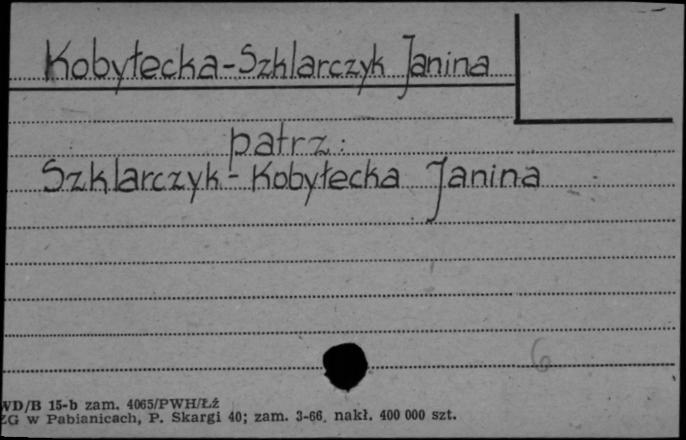 Kobyłecka-Szklarczyk Janina
patrz:
Szklarczyk-Kobyłecka Janina
6
WD/B 15-b zam. 4065/PWH/Łź
ZG w Pabianicach, P. Skargi 40; zam. 3-66, nakł. 400 000 szt.